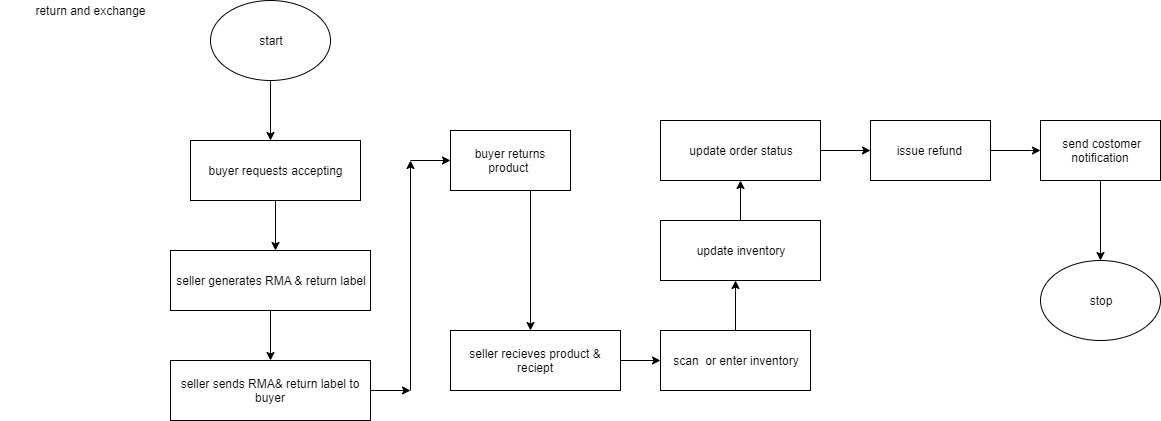 return and exchange
start
buyer requests accepting
seller generates RMA & return label
seller sends RMA& return label to
buyer
buyer returns
product
seller recieves product &
reciept
scan  or enter inventory
update inventory
update order status
issue refund
send costomer
notification
stop